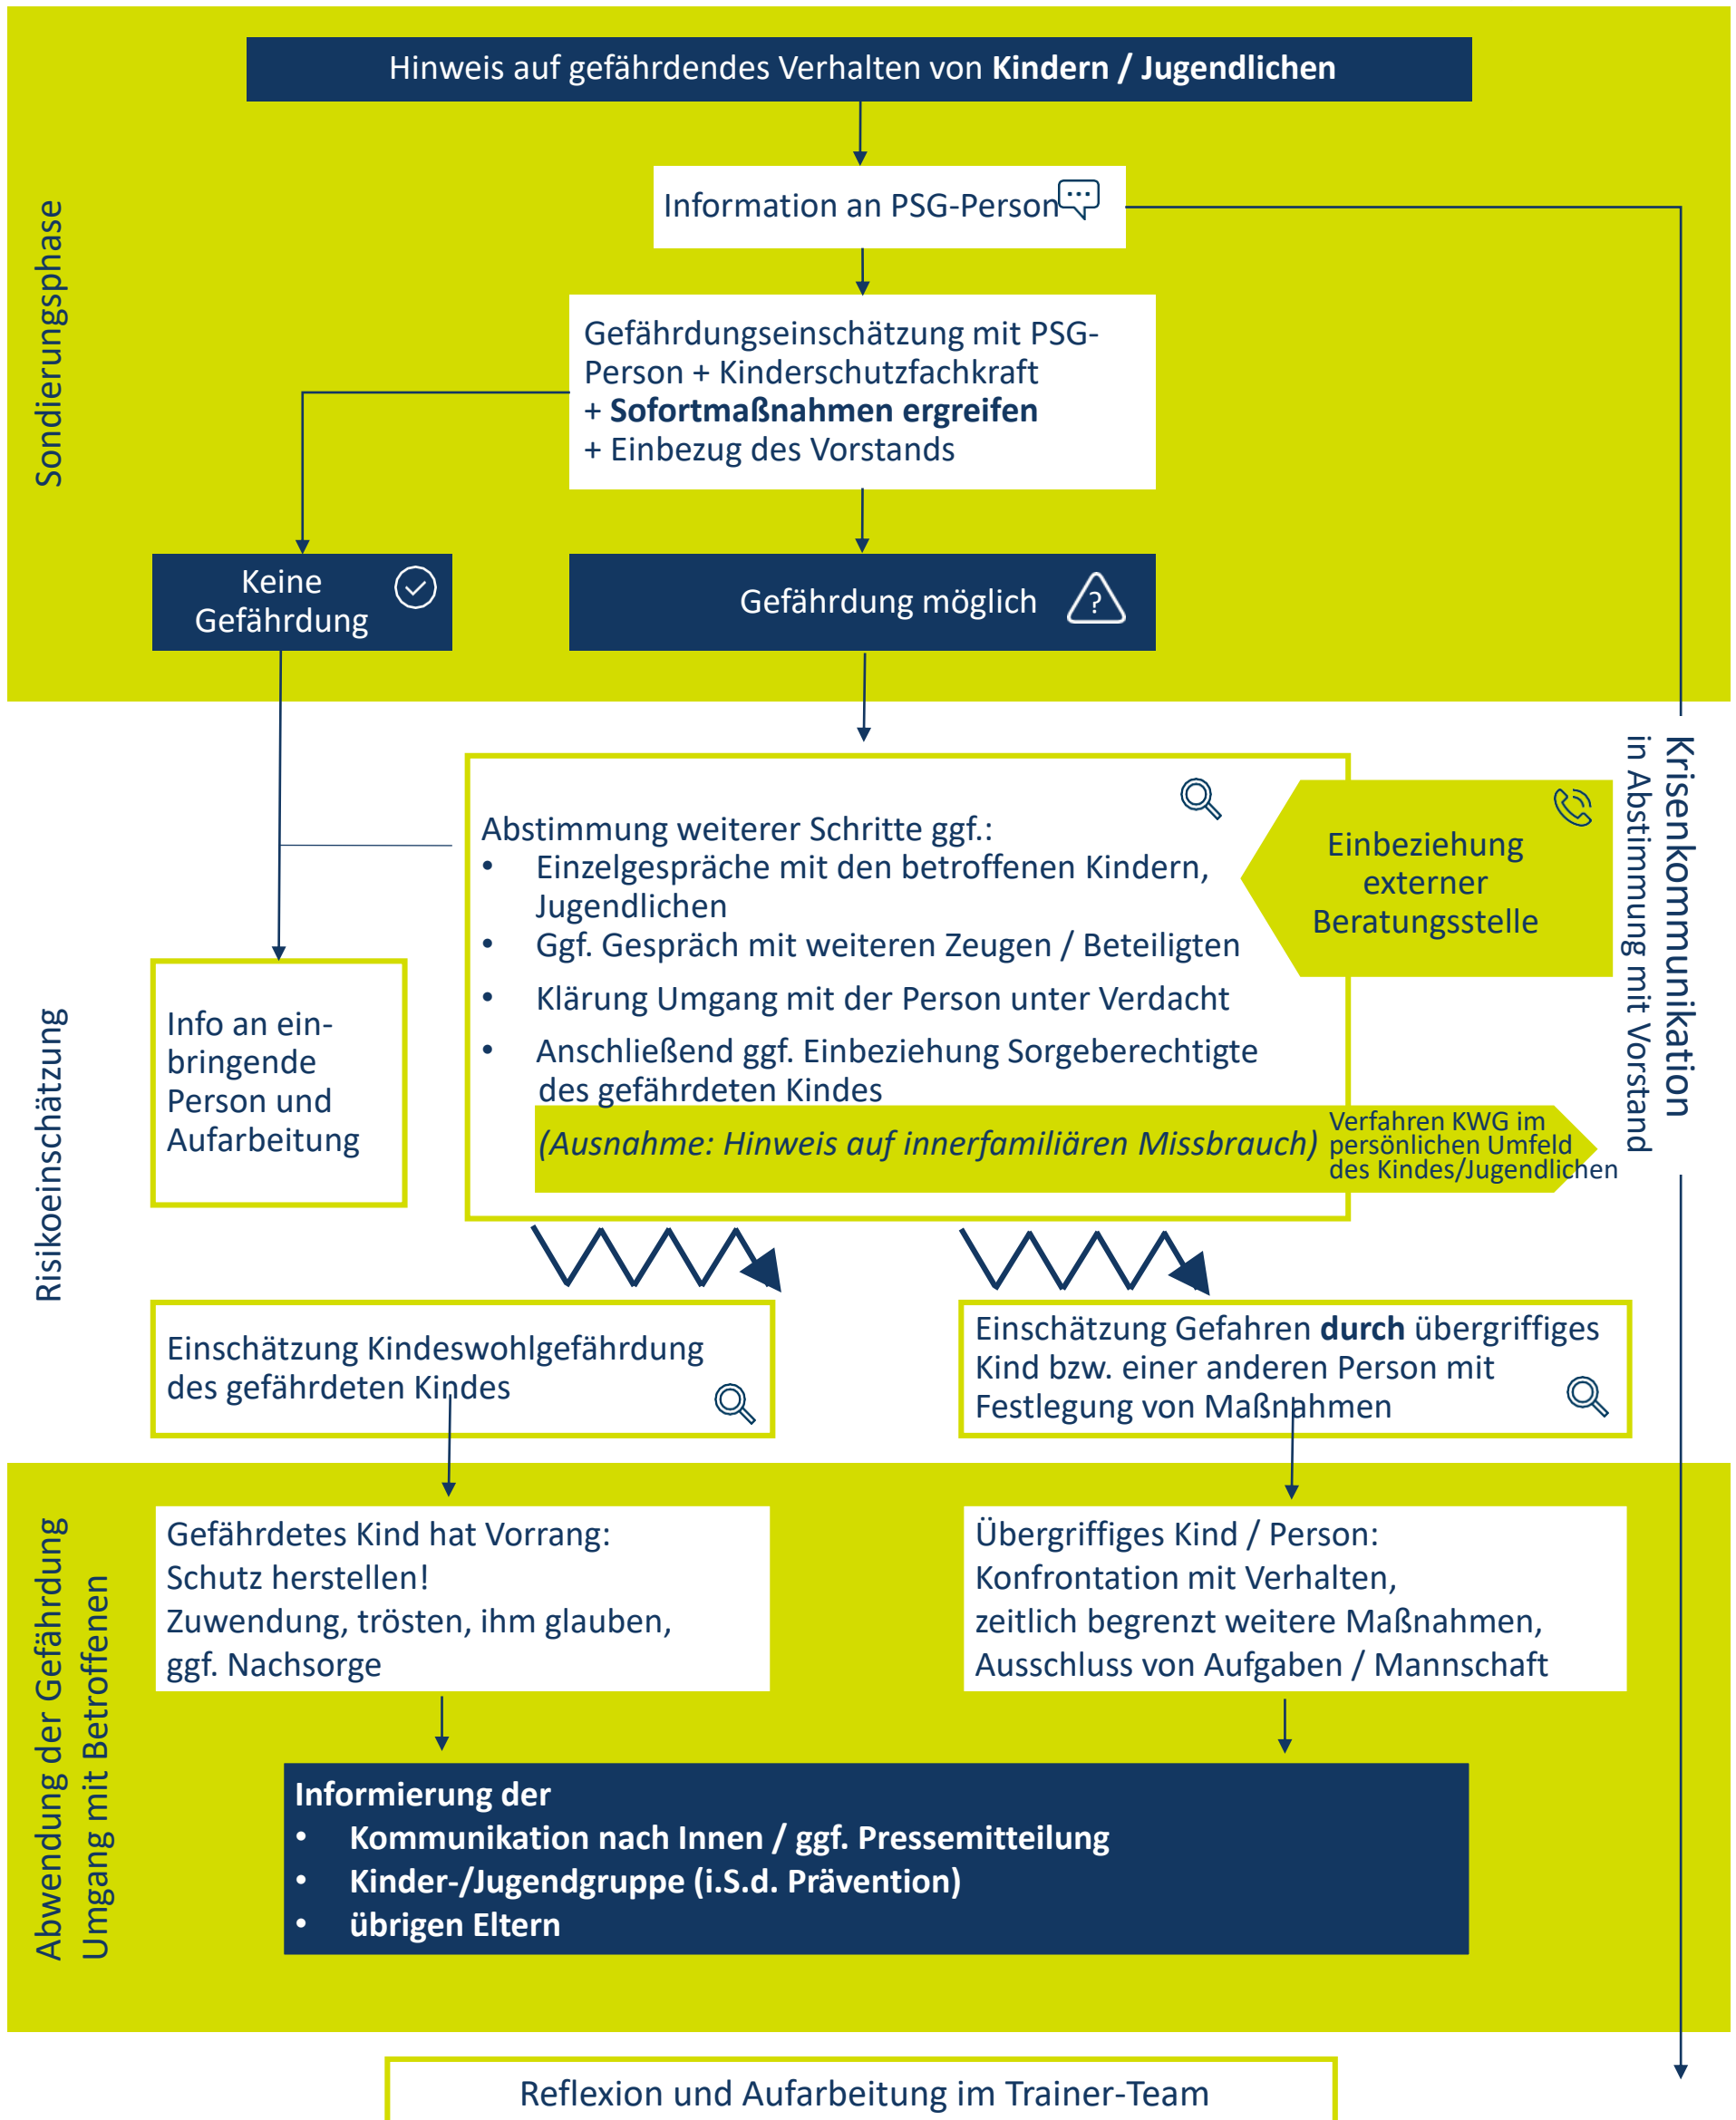 Hinweis auf gefährdendes Verhalten von Kindern / Jugendlichen
Sondierungsphase
Information an PSG-Person
Gefährdungseinschätzung mit PSG-
Person + Kinderschutzfachkraft
+ Sofortmaßnahmen ergreifen
+ Einbezug des Vorstands
Keine
Gefährdung
Gefährdung möglich
?
Krisenkommunikation
in Abstimmung mit Vorstand
Risikoeinschätzung
Abstimmung weiterer Schritte ggf.:
• Einzelgespräche mit den betroffenen Kindern,
Jugendlichen
• Ggf. Gespräch mit weiteren Zeugen / Beteiligten
• Klärung Umgang mit der Person unter Verdacht
• Anschließend ggf. Einbeziehung Sorgeberechtigte
des gefährdeten Kindes
(Ausnahme: Hinweis auf innerfamiliären Missbrauch)
Verfahren KWG im
persönlichen Umfeld
des Kindes/Jugendlichen
Einbeziehung
externer
Beratungsstelle
Info an ein-
bringende
Person und
Aufarbeitung
Einschätzung Kindeswohlgefährdung
des gefährdeten Kindes
Einschätzung Gefahren durch übergriffiges
Kind bzw. einer anderen Person mit
Festlegung von Maßnahmen
Abwendung der Gefährdung
Umgang mit Betroffenen
Gefährdetes Kind hat Vorrang:
Schutz herstellen!
Zuwendung, trösten, ihm glauben,
ggf. Nachsorge
Übergriffiges Kind / Person:
Konfrontation mit Verhalten,
zeitlich begrenzt weitere Maßnahmen,
Ausschluss von Aufgaben / Mannschaft
Informierung der
• Kommunikation nach Innen / ggf. Pressemitteilung
• Kinder-/Jugendgruppe (i.S.d. Prävention)
• übrigen Eltern
Reflexion und Aufarbeitung im Trainer-Team